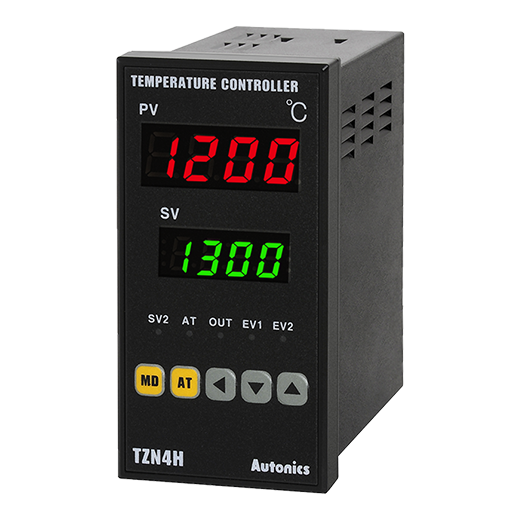 TEMPERATURE CONTROLLER
PV
°C
1200
SV
1300
SV2 AT OUT EV1 EV2
MD AT
TZN4H
Autonics